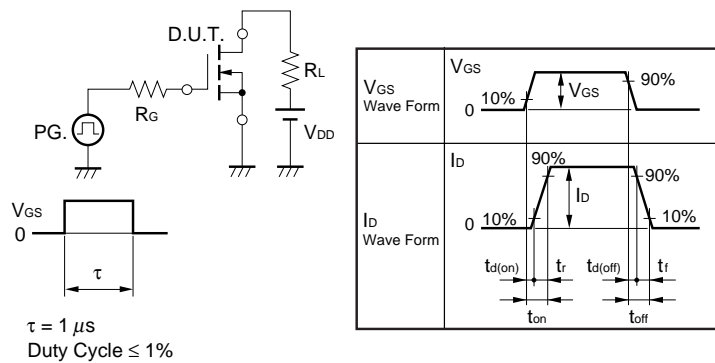 D.U.T.
RL
RG
PG.
VDD
VGS
0
τ
τ = 1 μs
Duty Cycle ≤ 1%
VGS
Wave Form
VGS
10%
0
VGS
90%
ID
Wave Form
ID
90%
90%
0
10%
ID
10%
td(on)
tr
td(off)
tf
ton
toff